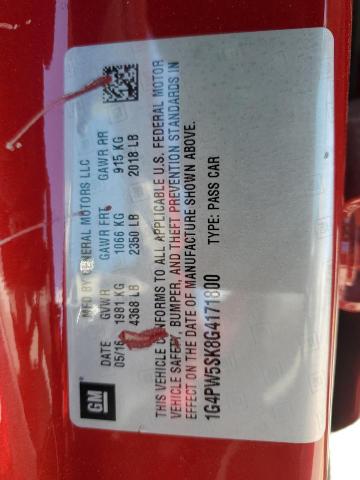 GM
MFD BY GENERAL MOTORS LLC
DATE GVWR GAWR FRT GAWR RR
05/16 1981 KG 1066 KG 915 KG
4368 LB 2350 LB 2018 LB
THIS VEHICLE CONFORMS TO ALL APPLICABLE U.S. FEDERAL MOTOR
VEHICLE SAFETY, BUMPER, AND THEFT PREVENTION STANDARDS IN
EFFECT ON THE DATE OF MANUFACTURE SHOWN ABOVE.
1G4PW5SK8G4171800 TYPE: PASS CAR